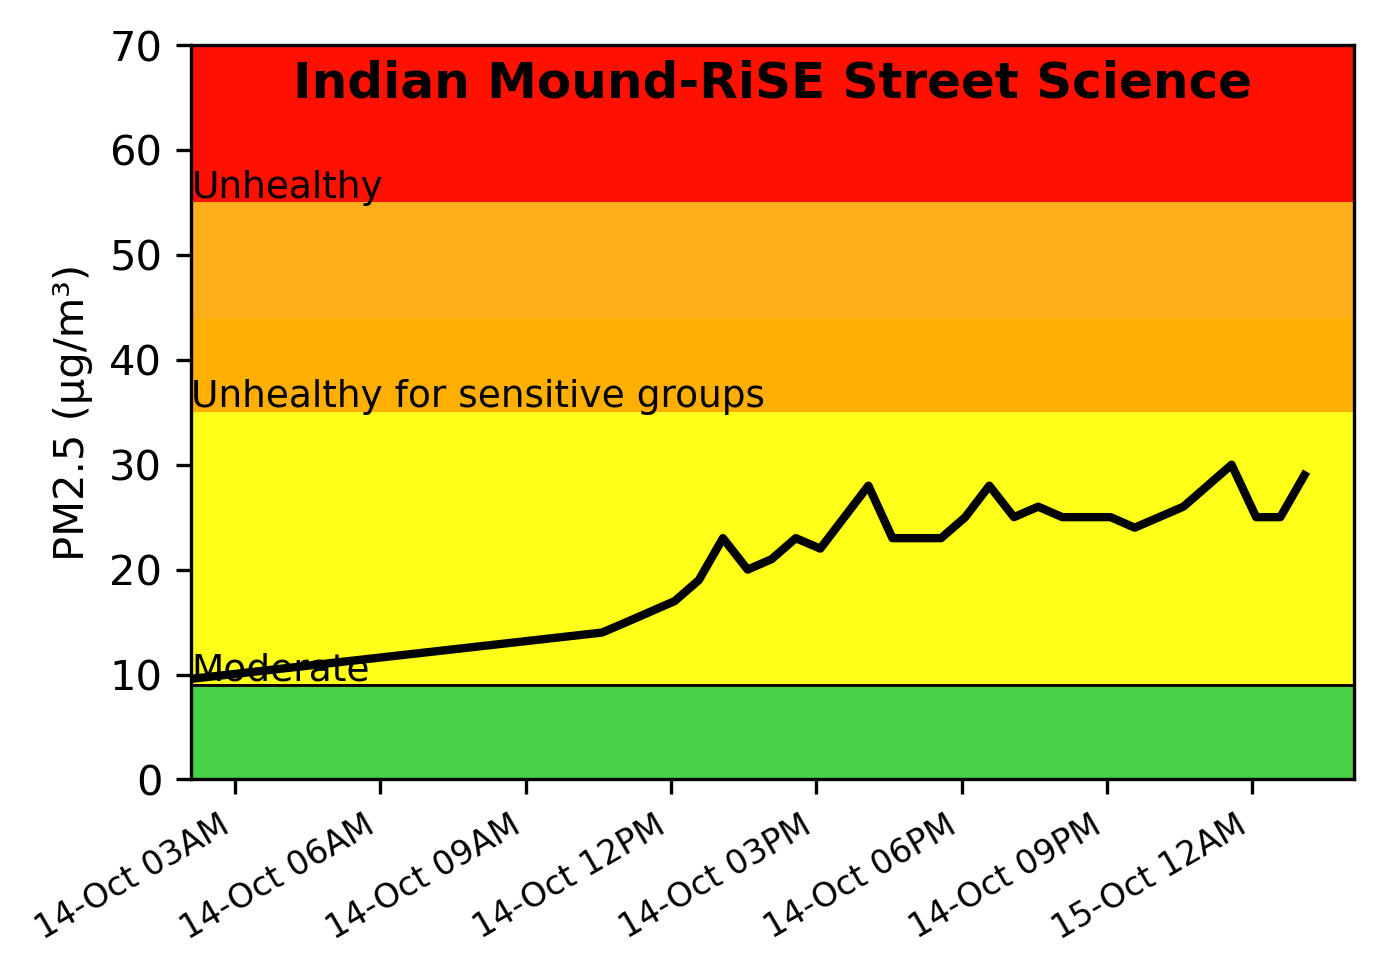 Indian Mound-RiSE Street Science
PM2.5 (µg/m³)
70
60
50
40
30
20
10
0
Unhealthy
Unhealthy for sensitive groups
Moderate
14-Oct 03AM
14-Oct 06AM
14-Oct 09AM
14-Oct 12PM
14-Oct 03PM
14-Oct 06PM
14-Oct 09PM
15-Oct 12AM